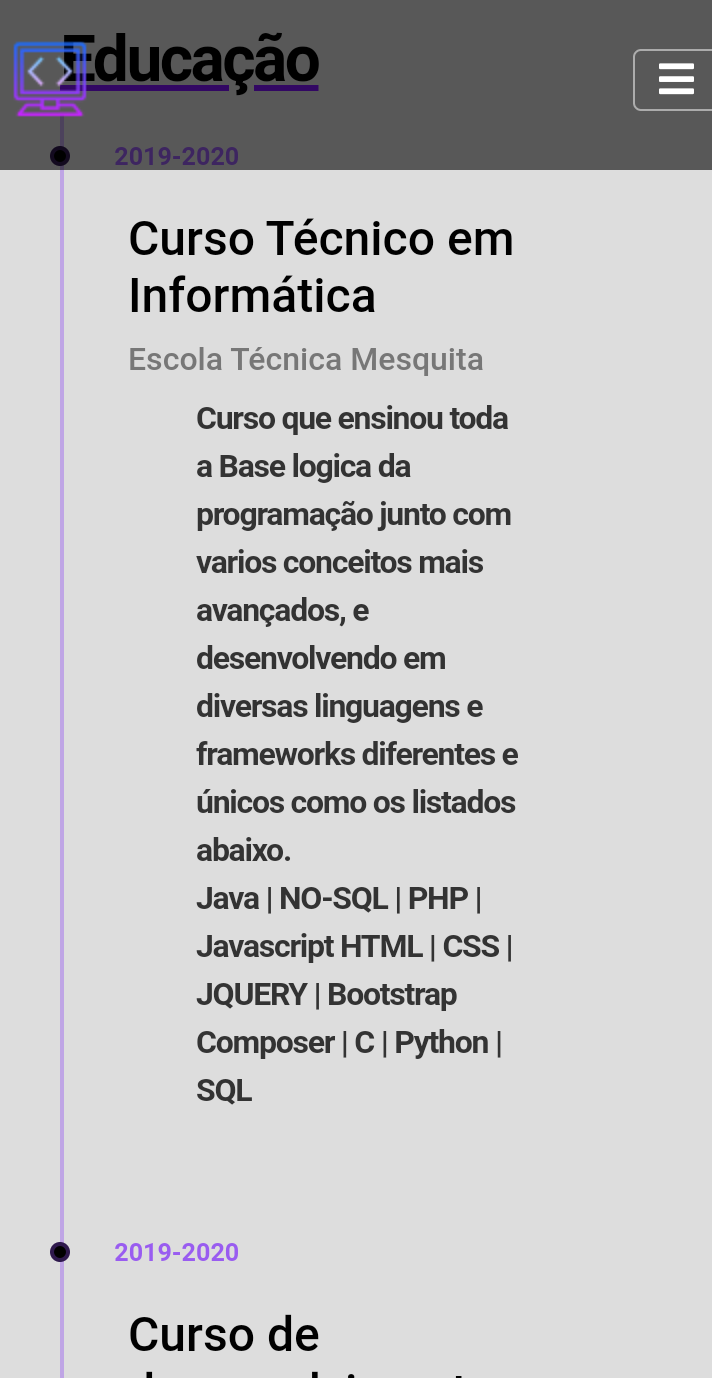 Educação
2019-2020
Curso Técnico em
Informática
Escola Técnica Mesquita
Curso que ensinou toda
a Base logica da
programação junto com
varios conceitos mais
avançados, e
desenvolvendo em
diversas linguagens e
frameworks diferentes e
únicos como os listados
abaixo.
Java | NO-SQL | PHP |
Javascript HTML | CSS |
JQUERY | Bootstrap
Composer | C | Python |
SQL
2019-2020
Curso de